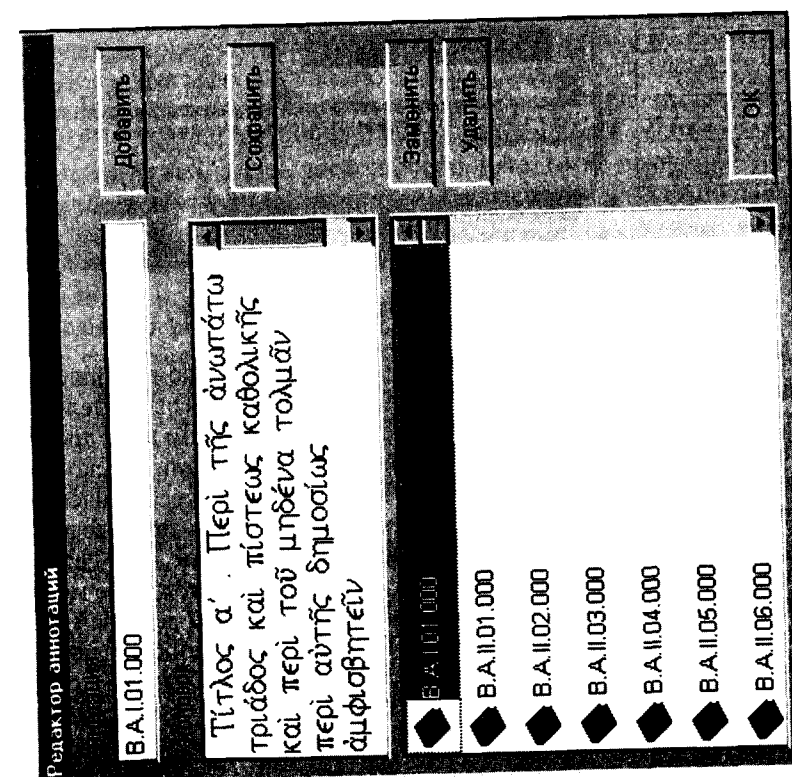 Редактор аннотаций
B.A.I.01.000
Добавить
Τίτλος α΄. Περὶ τῆς ἀνωτάτω
τριάδος καὶ πίστεως καθολικῆς
καὶ περὶ τοῦ μηδένα τολμᾶν
περὶ αὐτῆς δημοσίως
ἀμφισβητεῖν
Сохранить
B.A.I.01.000
B.A.II.01.000
B.A.II.02.000
B.A.II.03.000
B.A.II.04.000
B.A.II.05.000
B.A.II.06.000
Заменить
Удалить
OK